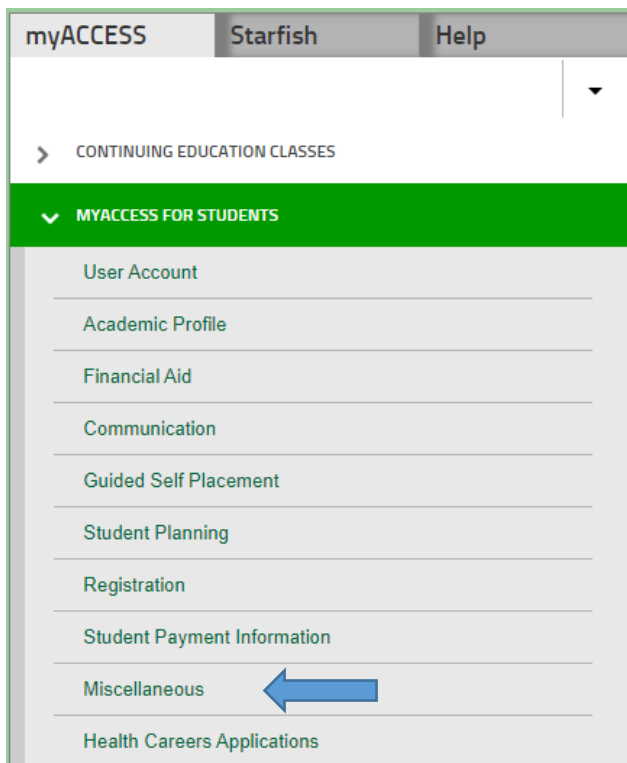 myACCESS Starfish Help
CONTINUING EDUCATION CLASSES
MYACCESS FOR STUDENTS
User Account
Academic Profile
Financial Aid
Communication
Guided Self Placement
Student Planning
Registration
Student Payment Information
Miscellaneous
Health Careers Applications